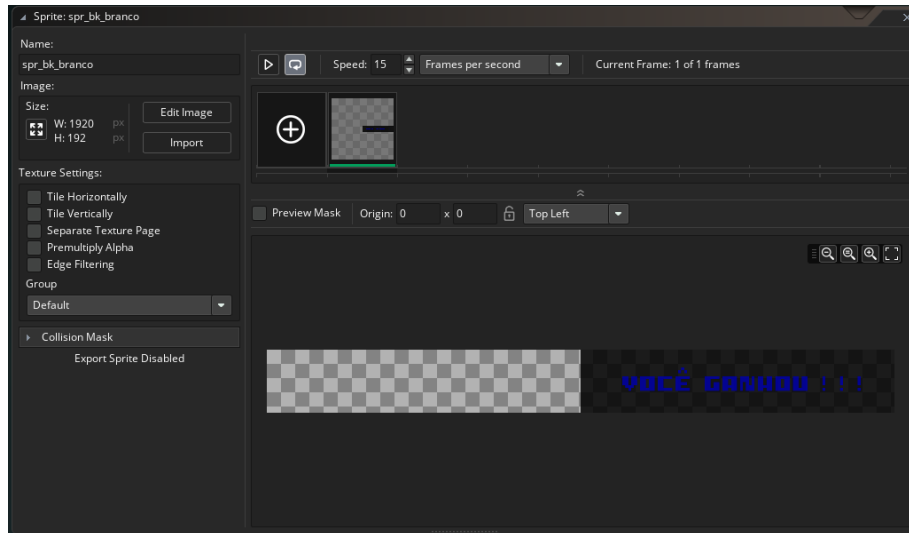 Sprite: spr_bk_branco
Name:
spr_bk_branco
Image:
Size:
W: 1920 px
H: 192 px
Edit Image
Import
Texture Settings:
Tile Horizontally
Tile Vertically
Separate Texture Page
Premultiply Alpha
Edge Filtering
Group
Default
Collision Mask
Export Sprite Disabled
Speed: 15 Frames per second Current Frame: 1 of 1 frames
Preview Mask Origin: 0 x 0 Top Left
VOCÊ GANHOU ! ! !